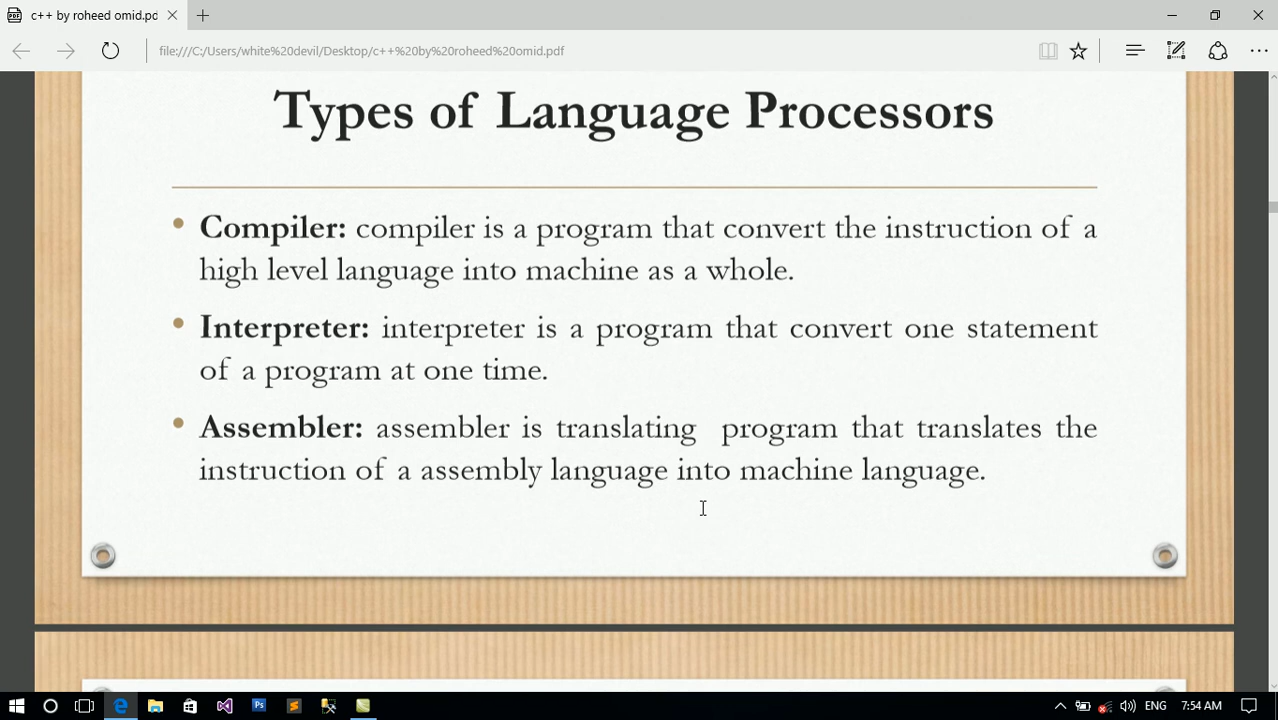 c++ by roheed omid.pd
file:///C:/Users/white%20devil/Desktop/c++%20by%20roheed%20omid.pdf
Types of Language Processors
• Compiler: compiler is a program that convert the instruction of a
high level language into machine as a whole.
• Interpreter: interpreter is a program that convert one statement
of a program at one time.
• Assembler: assembler is translating program that translates the
instruction of a assembly language into machine language.
ENG 7:54 AM